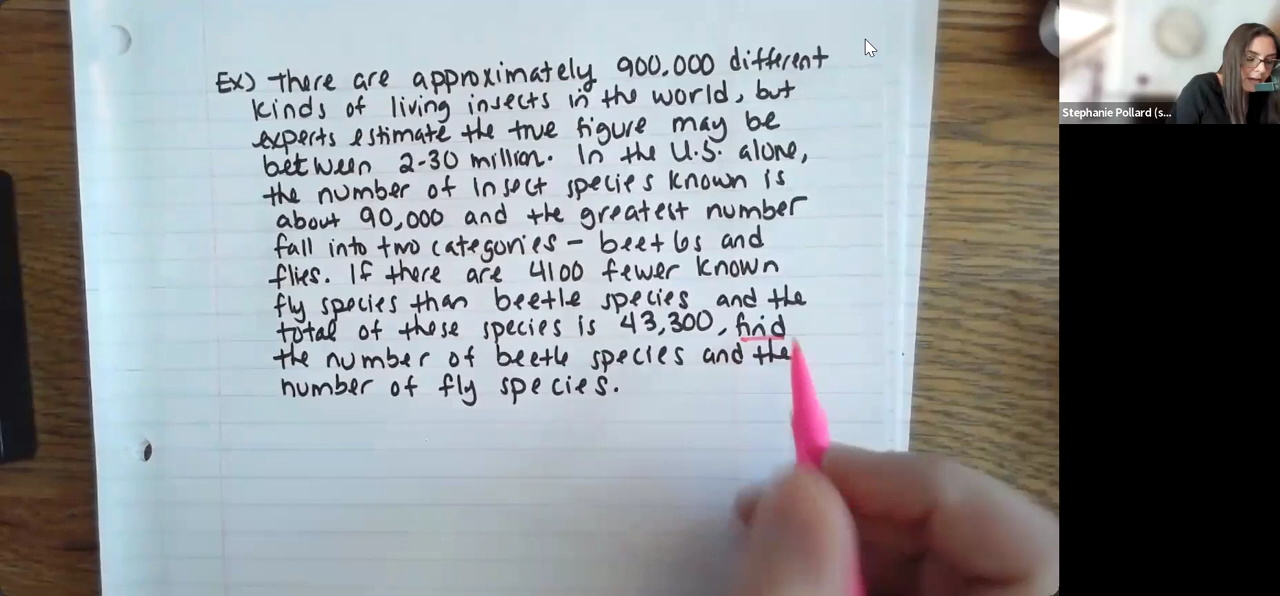 Ex) There are approximately 900,000 different
kinds of living insects in the world, but
experts estimate the true figure may be
between 2-30 million. In the U.S. alone,
the number of insect species known is
about 90,000 and the greatest number
fall into two categories - beetles and
flies. If there are 4100 fewer known
fly species than beetle species and the
total of these species is 43,300, find
the number of beetle species and the
number of fly species.
Stephanie Pollard (s...